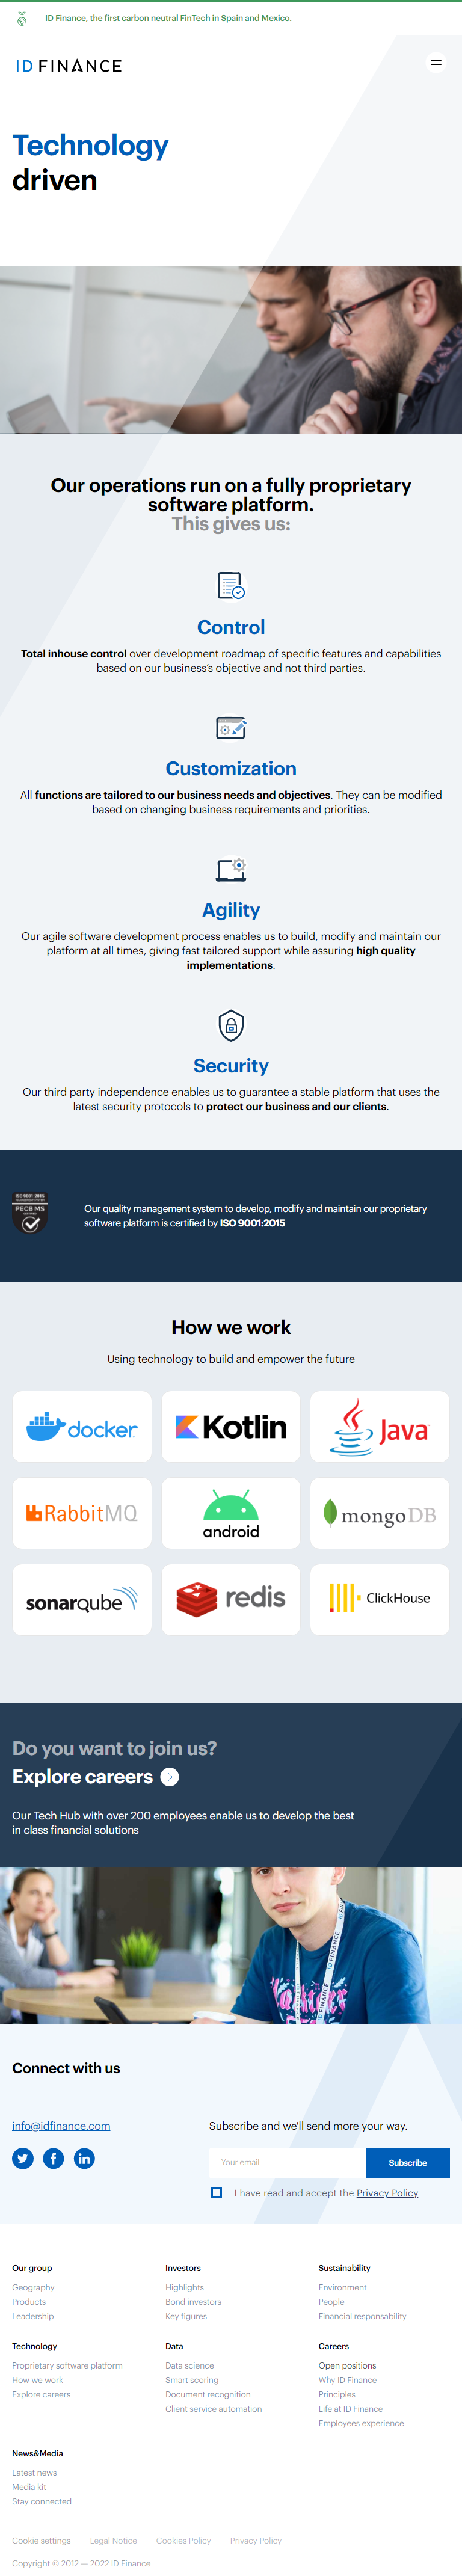 ID Finance, the first carbon neutral FinTech in Spain and Mexico.
ID FINANCE
Technology
driven
Our operations run on a fully proprietary
software platform.
This gives us:
Control
Total inhouse control over development roadmap of specific features and capabilities
based on our business's objective and not third parties.
Customization
All functions are tailored to our business needs and objectives. They can be modified
based on changing business requirements and priorities.
Agility
Our agile software development process enables us to build, modify and maintain our
platform at all times, giving fast tailored support while assuring high quality
implementations.
Security
Our third party independence enables us to guarantee a stable platform that uses the
latest security protocols to protect our business and our clients.
ISO 9001:2015
PECB MS
Our quality management system to develop, modify and maintain our proprietary
software platform is certified by ISO 9001:2015
How we work
Using technology to build and empower the future
docker
Kotlin
Java
RabbitMQ
android
mongoDB
sonarqube
redis
ClickHouse
Do you want to join us?
Explore careers
Our Tech Hub with over 200 employees enable us to develop the best
in class financial solutions
ID FINANCE
Connect with us
info@idfinance.com
Subscribe and we'll send more your way.
Your email
Subscribe
I have read and accept the Privacy Policy
Our group
Geography
Products
Leadership
Investors
Highlights
Bond investors
Key figures
Sustainability
Environment
People
Financial responsibility
Technology
Proprietary software platform
How we work
Explore careers
Data
Data science
Smart scoring
Document recognition
Client service automation
Careers
Open positions
Why ID Finance
Principles
Life at ID Finance
Employees experience
News&Media
Latest news
Media kit
Stay connected
Cookie settings
Legal Notice
Cookies Policy
Privacy Policy
Copyright © 2012 — 2022 ID Finance